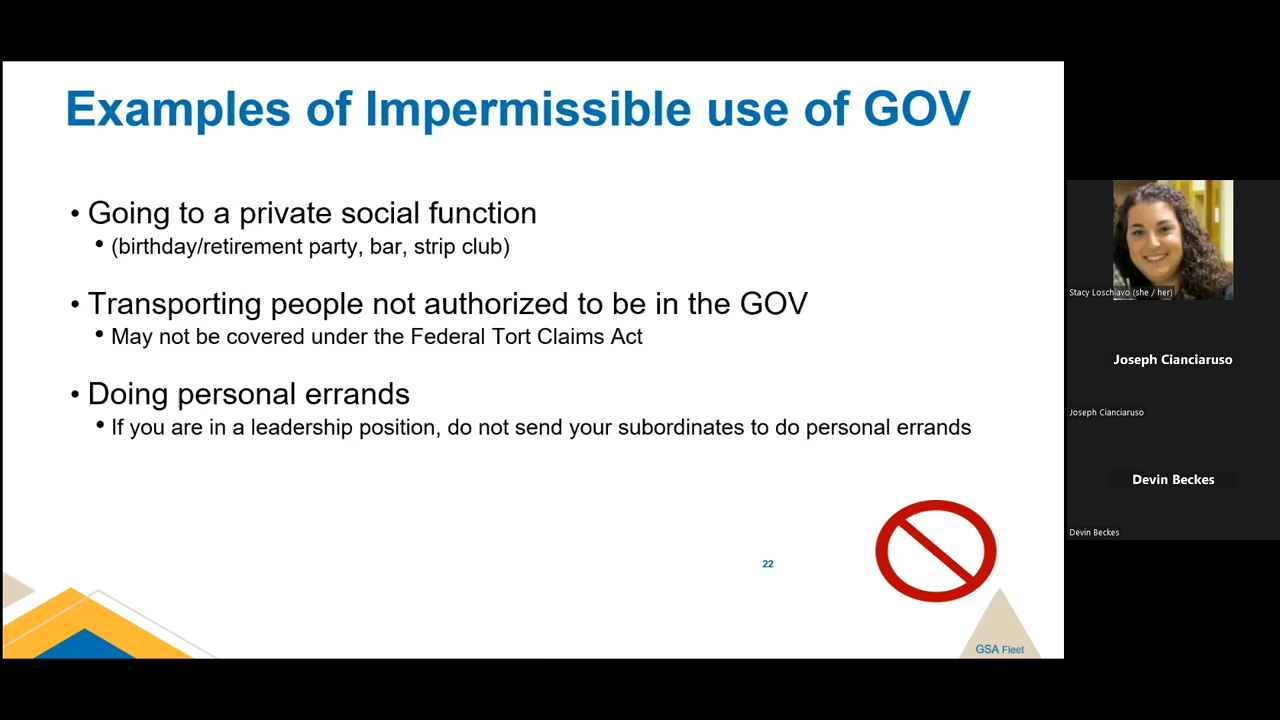 Examples of Impermissible use of GOV
• Going to a private social function
• (birthday/retirement party, bar, strip club)
• Transporting people not authorized to be in the GOV
• May not be covered under the Federal Tort Claims Act
• Doing personal errands
• If you are in a leadership position, do not send your subordinates to do personal errands
22
GSA Fleet
Stacy Loschiavo (she / her)
Joseph Cianciaruso
Joseph Cianciaruso
Devin Beckes
Devin Beckes